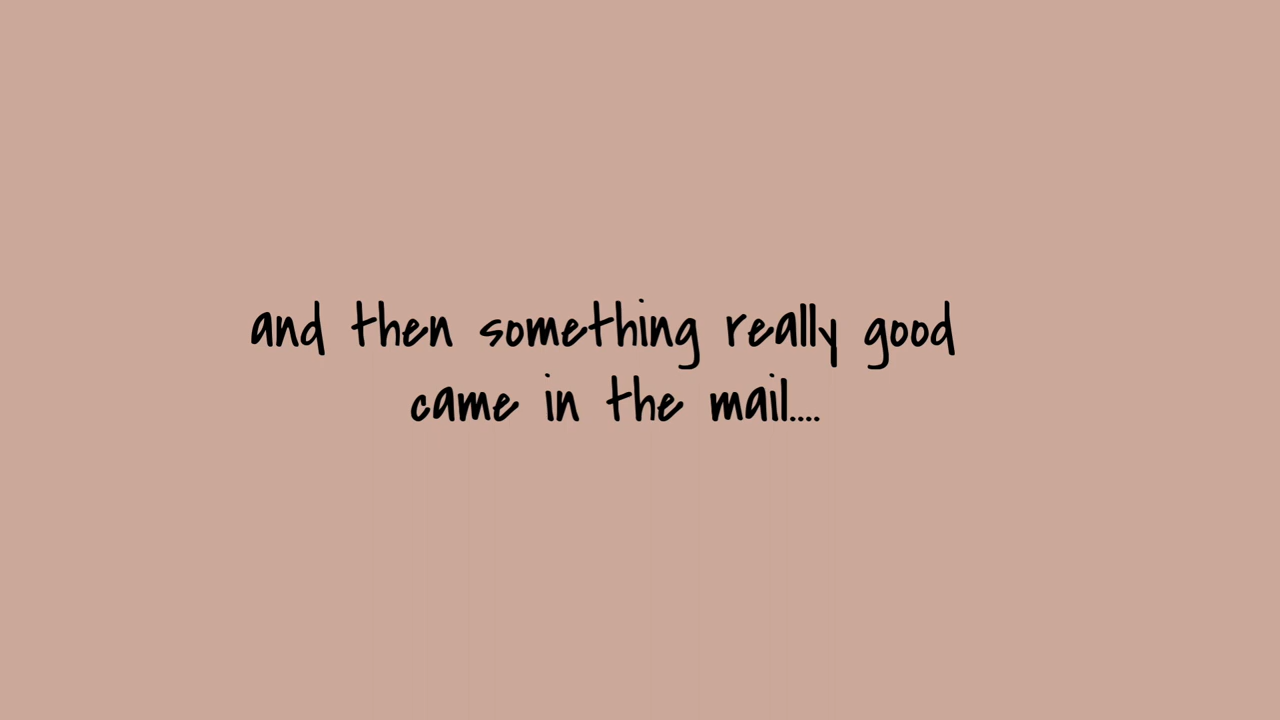 and then something really good
came in the mail....